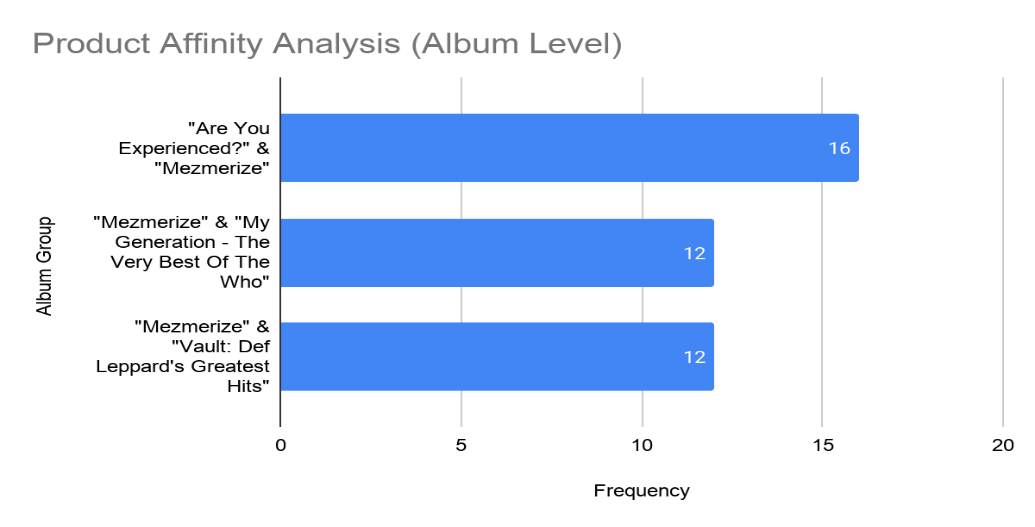 Product Affinity Analysis (Album Level)
"Are You
Experienced?" &
"Mezmerize"
16
"Mezmerize" & "My
Generation - The
Very Best Of The
Who"
12
"Mezmerize" &
"Vault: Def
Leppard's Greatest
Hits"
12
Album Group
0 5 10 15 20
Frequency